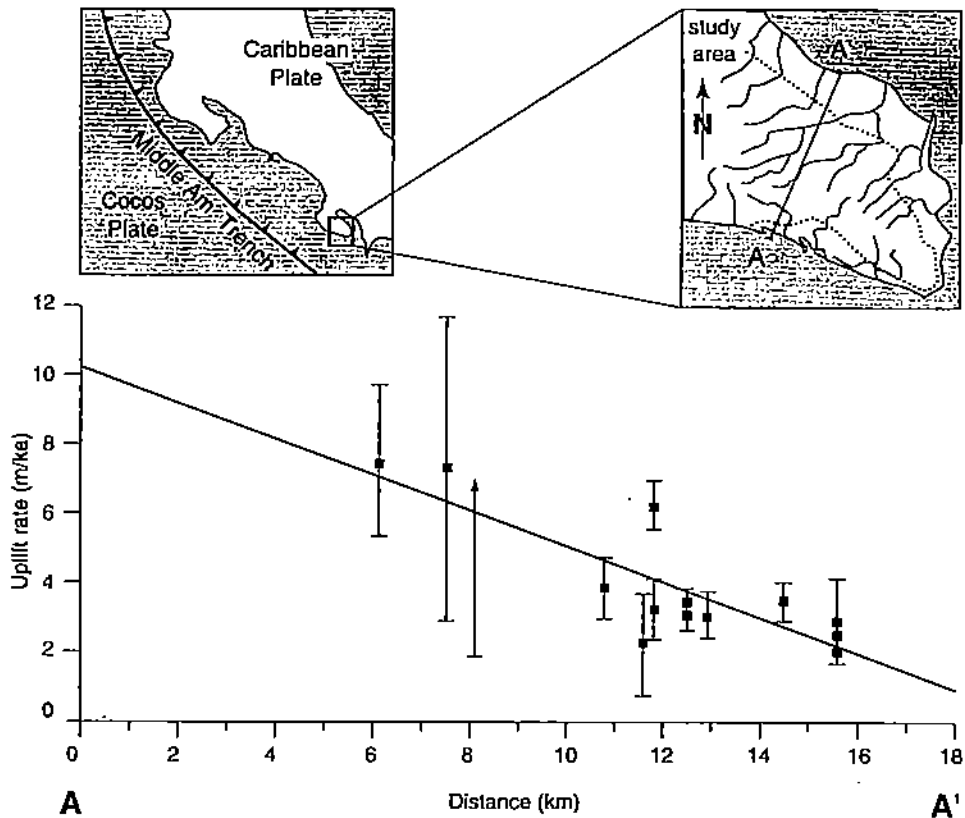 Caribbean
Plate
Middle Am. Trench
Cocos
Plate
study
area
N
A
A
12
10
8
6
4
2
0
Uplift rate (m/ka)
0 2 4 6 8 10 12 14 16 18
A Distance (km) A'